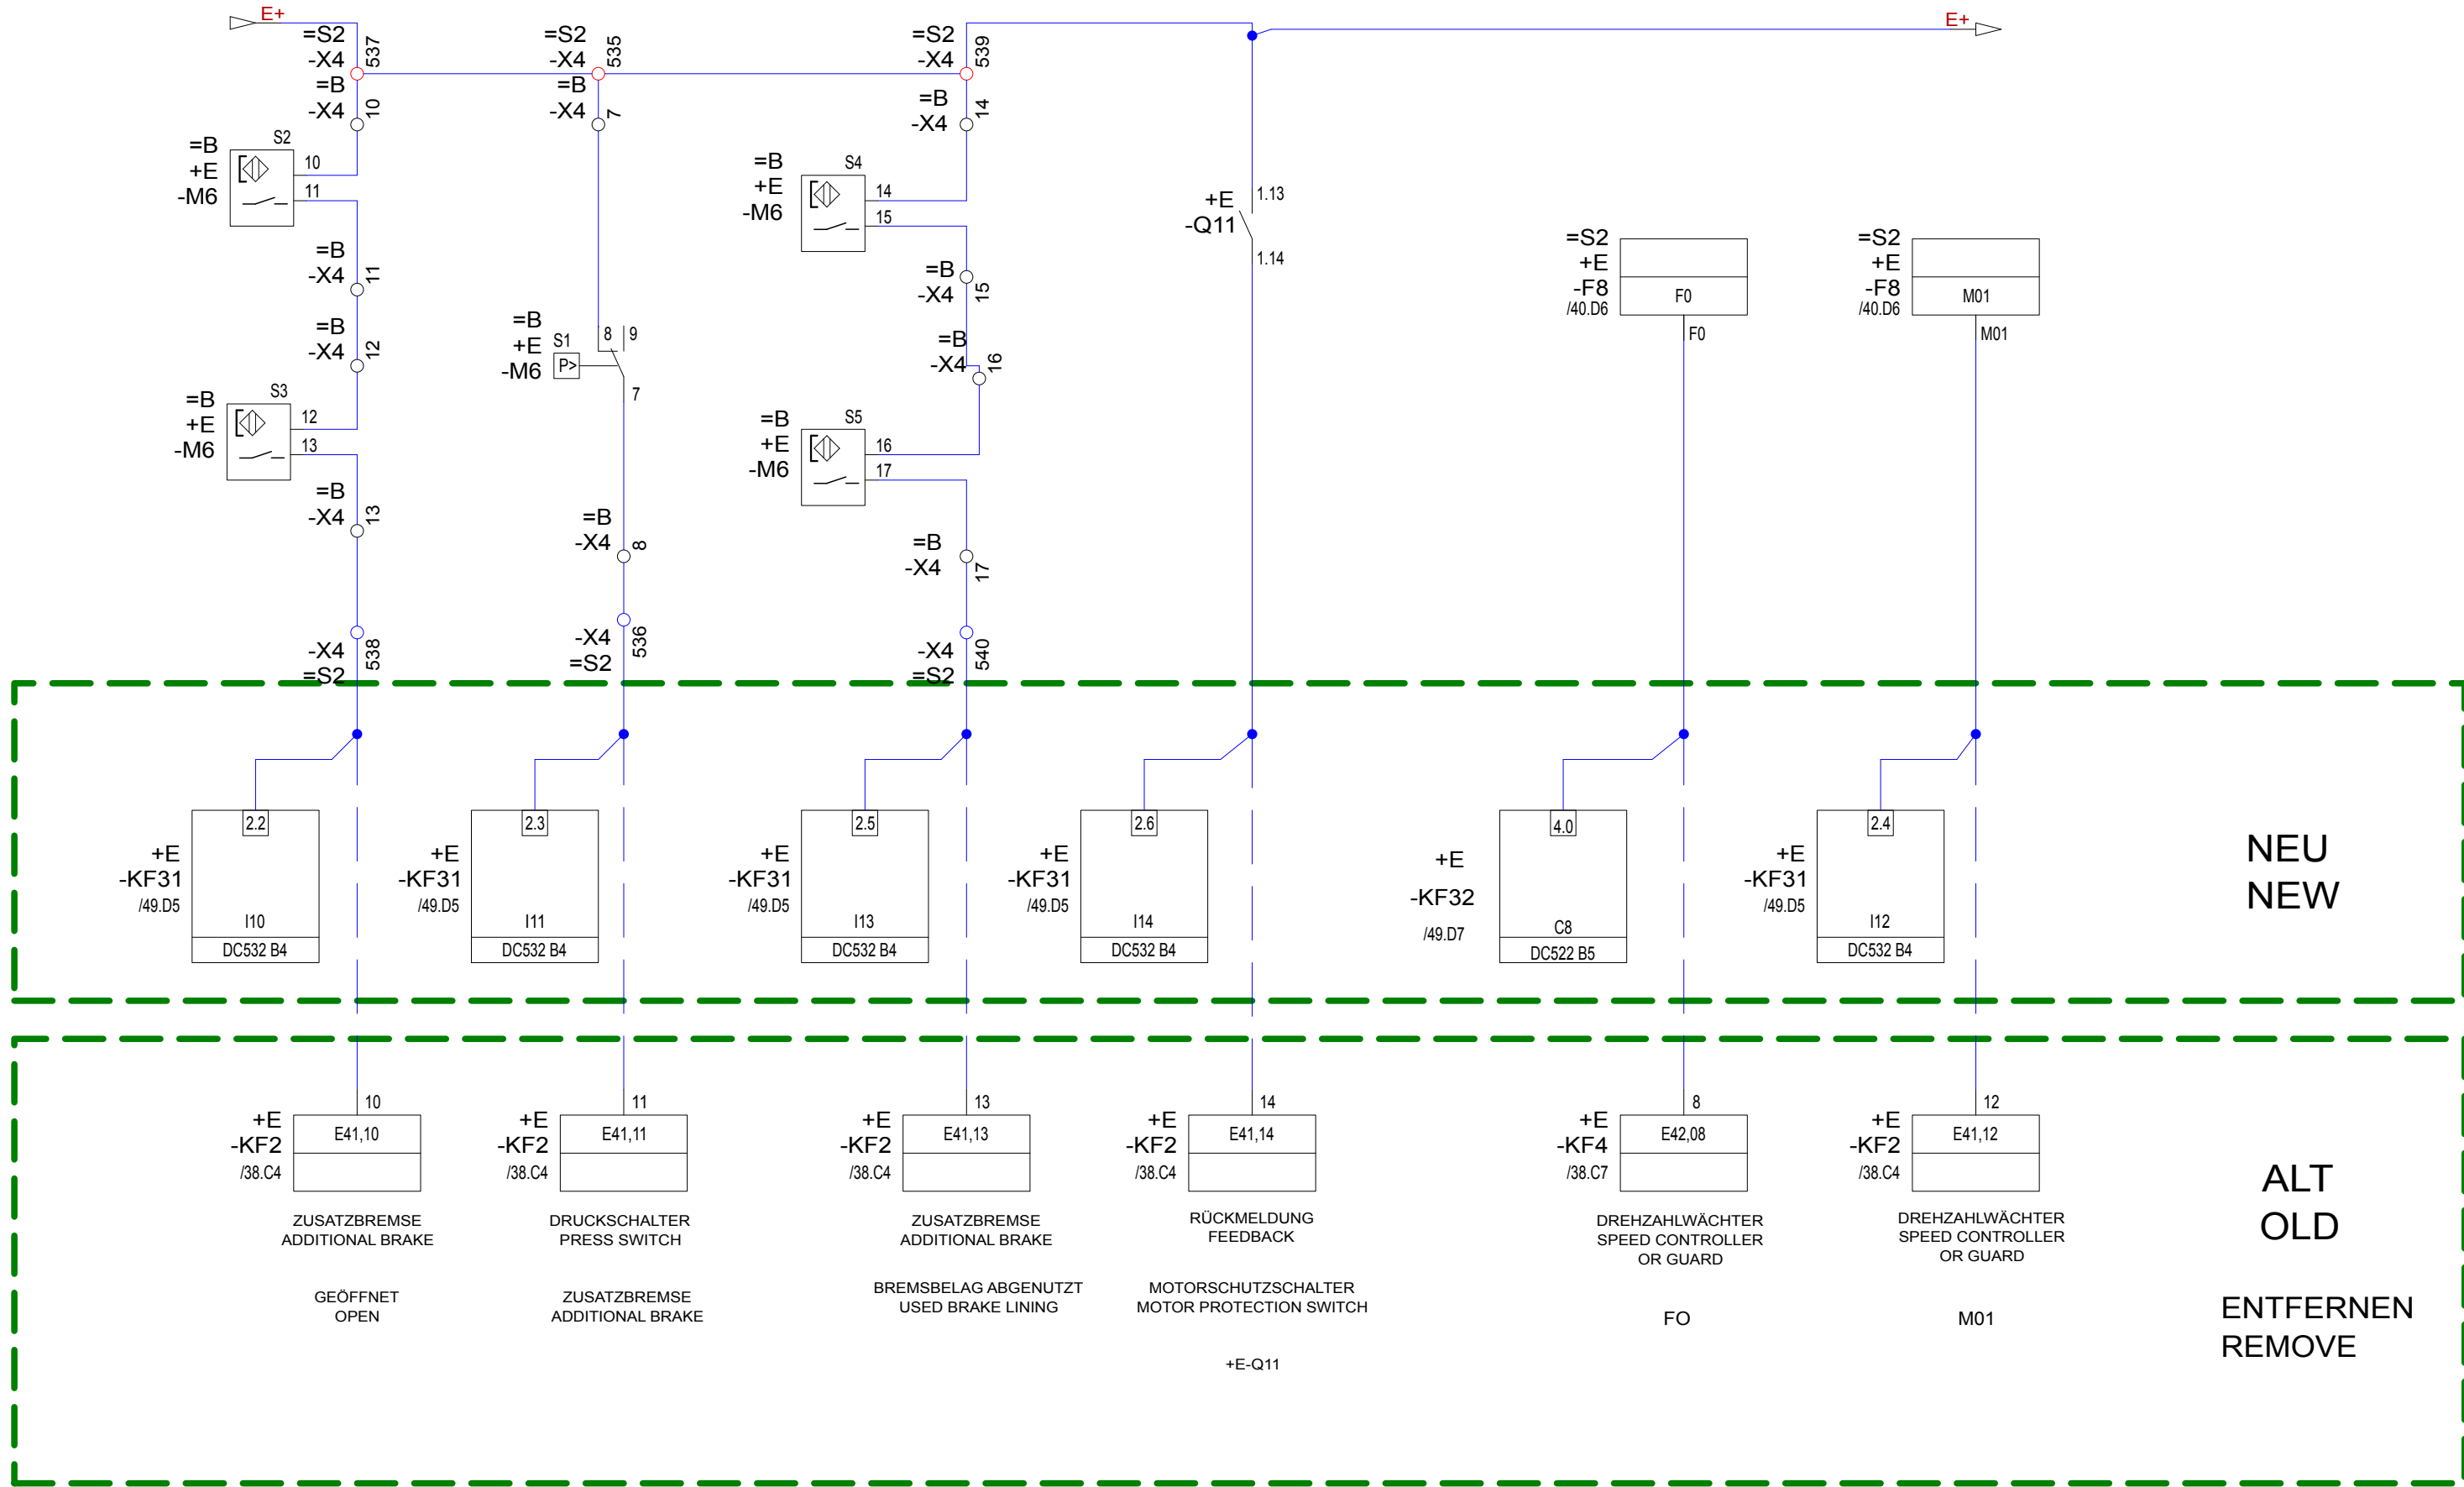 E+
E+
=S2
-X4
537
=B
-X4
10
=S2
-X4
535
=B
-X4
7
=S2
-X4
539
=B
-X4
14
=B
+E
-M6
S2
10
11
=B
-X4
11
=B
-X4
12
=B
+E
-M6
S3
12
13
=B
-X4
13
-X4
=S2
538
=B
+E
-M6
S1
P>
8
9
7
=B
-X4
8
-X4
=S2
536
=B
+E
-M6
S4
14
15
=B
-X4
15
=B
-X4
16
=B
+E
-M6
S5
16
17
=B
-X4
17
-X4
=S2
540
+E
-Q11
1.13
1.14
=S2
+E
-F8
/40.D6
F0
F0
=S2
+E
-F8
/40.D6
M01
M01
2.2
+E
-KF31
/49.D5
I10
DC532 B4
2.3
+E
-KF31
/49.D5
I11
DC532 B4
2.5
+E
-KF31
/49.D5
I13
DC532 B4
2.6
+E
-KF31
/49.D5
I14
DC532 B4
4.0
+E
-KF32
/49.D7
C8
DC522 B5
2.4
+E
-KF31
/49.D5
I12
DC532 B4
NEU
NEW
10
+E
-KF2
/38.C4
E41,10
ZUSATZBREMSE
ADDITIONAL BRAKE
GEÖFFNET
OPEN
11
+E
-KF2
/38.C4
E41,11
DRUCKSCHALTER
PRESS SWITCH
ZUSATZBREMSE
ADDITIONAL BRAKE
13
+E
-KF2
/38.C4
E41,13
ZUSATZBREMSE
ADDITIONAL BRAKE
BREMSBELAG ABGENUTZT
USED BRAKE LINING
14
+E
-KF2
/38.C4
E41,14
RÜCKMELDUNG
FEEDBACK
MOTORSCHUTZSCHALTER
MOTOR PROTECTION SWITCH
+E-Q11
8
+E
-KF4
/38.C7
E42,08
DREHZAHLWÄCHTER
SPEED CONTROLLER
OR GUARD
FO
12
+E
-KF2
/38.C4
E41,12
DREHZAHLWÄCHTER
SPEED CONTROLLER
OR GUARD
M01
ALT
OLD
ENTFERNEN
REMOVE